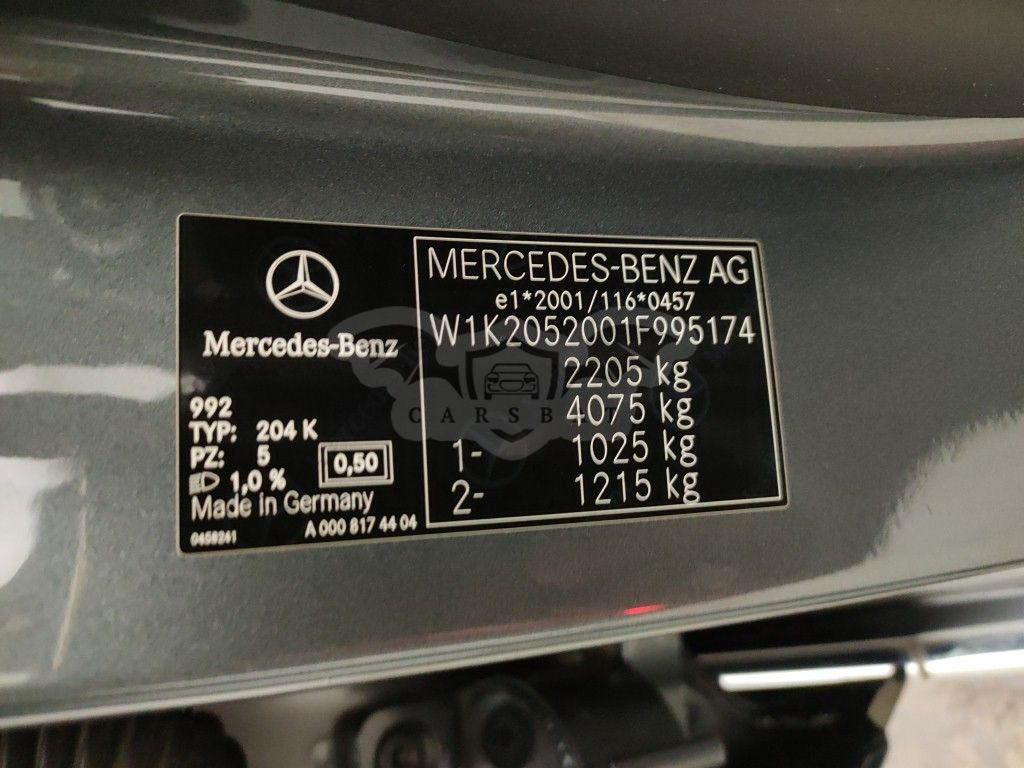 Mercedes-Benz
992
TYP: 204 K
PZ: 5
0,50
1,0 %
Made in Germany
0458241
A 000 817 44 04
MERCEDES-BENZ AG
e1*2001/116*0457
W1K2052001F995174
2205 kg
4075 kg
1- 1025 kg
2- 1215 kg